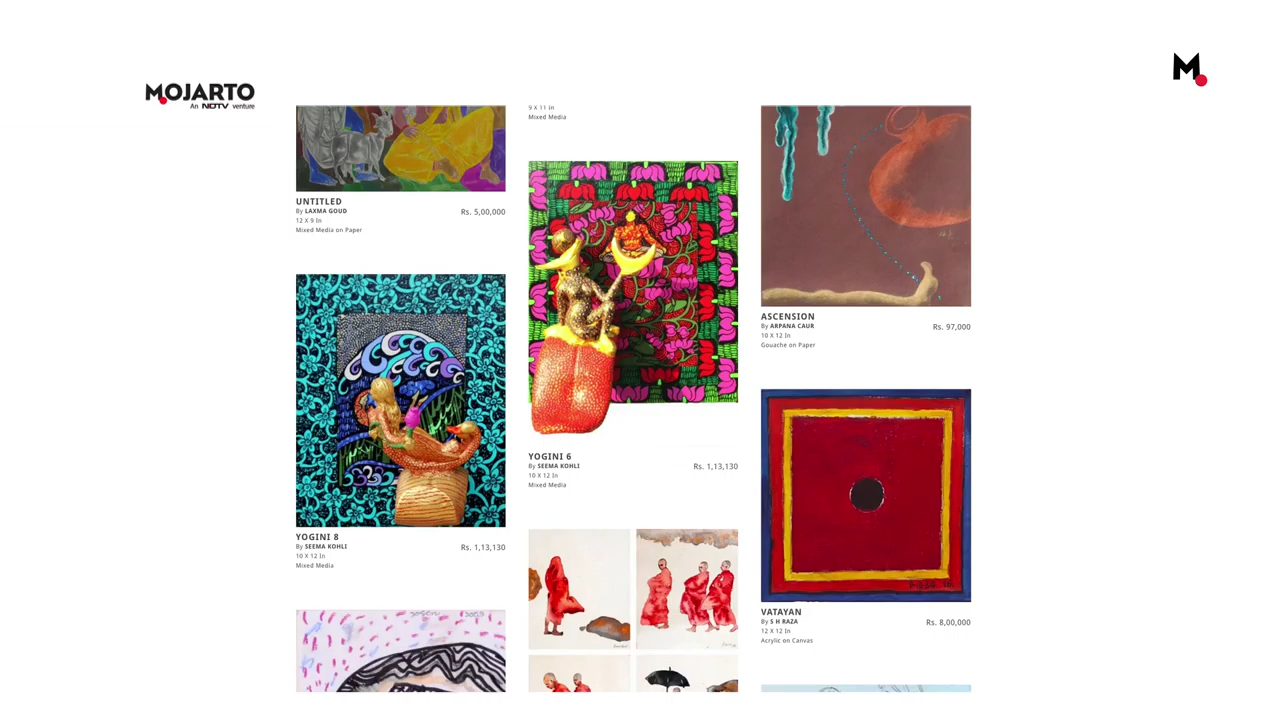 MOJARTO
An NDTV venture
M.
UNTITLED
By LAXMA GOUD
Rs. 5,00,000
12 X 9 In
Mixed Media on Paper
YOGINI 8
By SEEMA KOHLI
Rs. 1,13,130
10 X 12 In
Mixed Media
9 X 11 In
Mixed Media
YOGINI 6
By SEEMA KOHLI
Rs. 1,13,130
10 X 12 In
Mixed Media
ASCENSION
By ARPANA CAUR
Rs. 97,000
10 X 12 In
Gouache on Paper
VATAYAN
By S H RAZA
Rs. 8,00,000
12 X 12 In
Acrylic on Canvas